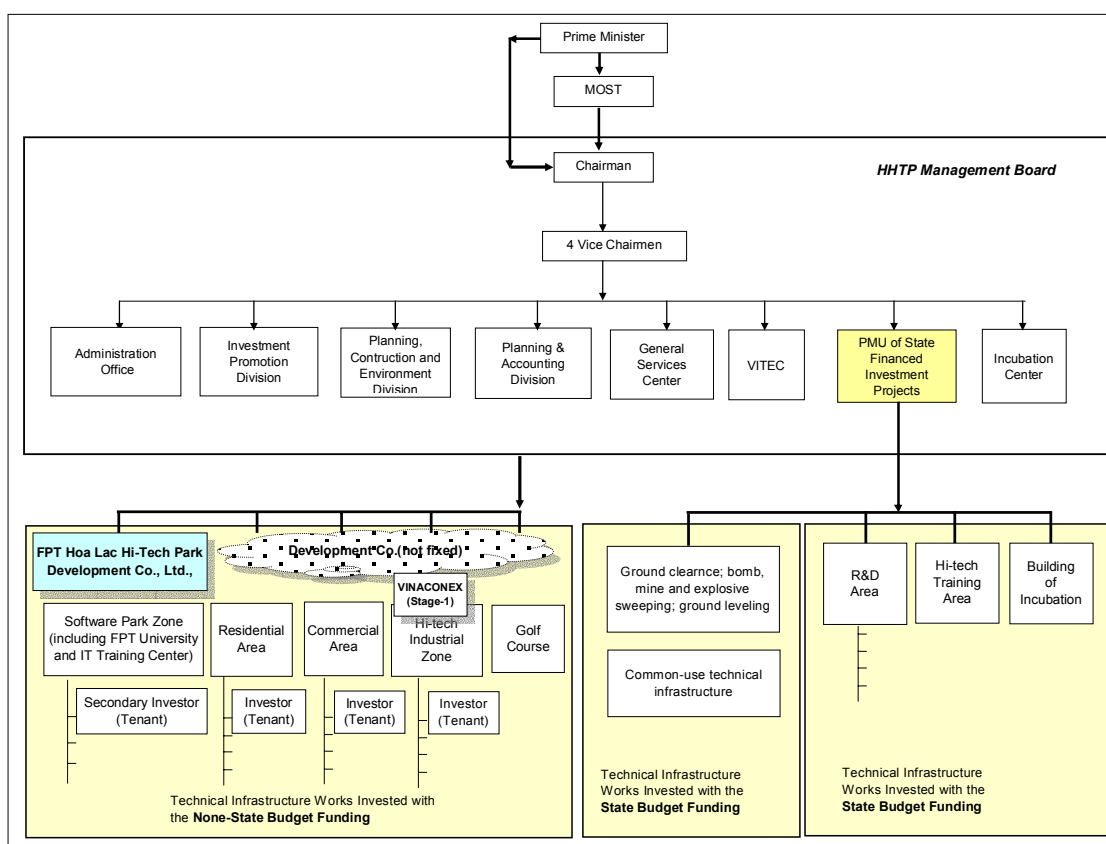 Prime Minister
MOST
Chairman
HHTP Management Board
4 Vice Chairmen
Administration
Office
Investment
Promotion
Division
Planning,
Contruction and
Environment
Division
Planning &
Accounting
Division
General
Services
Center
VITEC
PMU of State
Financed
Investment
Projects
Incubation
Center
FPT Hoa Lac Hi-Tech Park
Development Co., Ltd.,
Development Co.(not fixed)
VINACONEX
(Stage-1)
Software Park Zone
(including FPT University
and IT Training Center)
Residential
Area
Commercial
Area
Hi-tech
Industrial
Zone
Golf
Course
Secondary Investor
(Tenant)
Investor
(Tenant)
Investor
(Tenant)
Investor
(Tenant)
Technical Infrastructure Works Invested with
the None-State Budget Funding
Ground clearnce; bomb,
mine and explosive
sweeping; ground leveling
Common-use technical
infrastructure
Technical Infrastructure
Works Invested with the
State Budget Funding
R&D
Area
Hi-tech
Training
Area
Building
of
Incubation
Technical Infrastructure
Works Invested with the
State Budget Funding